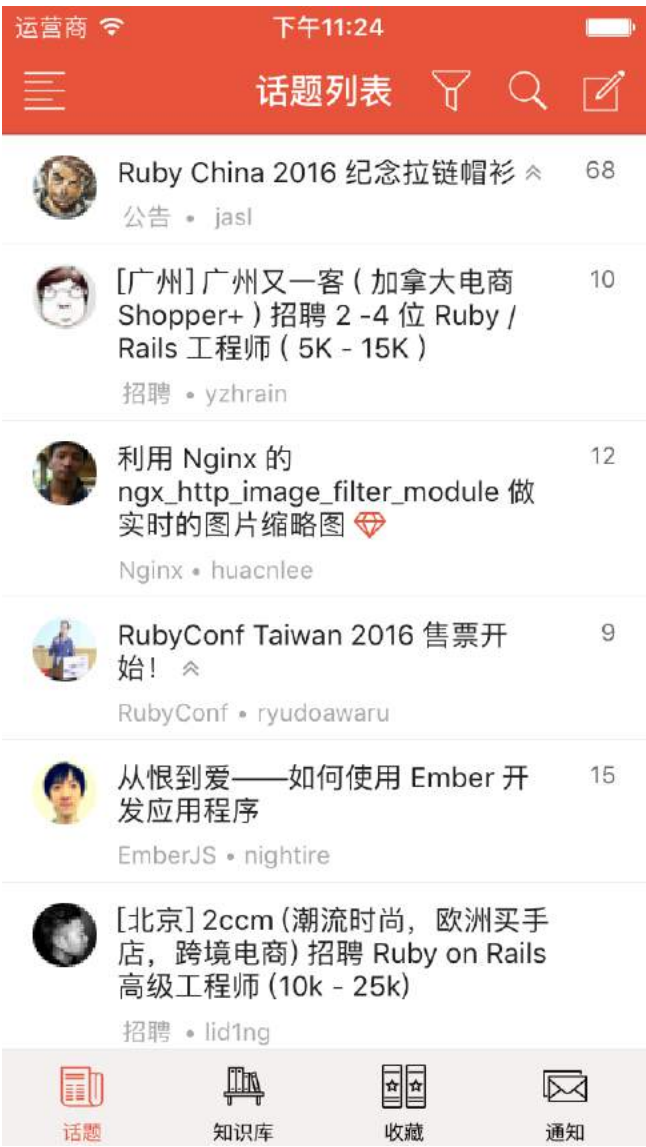 运营商 下午11:24
话题列表
Ruby China 2016 纪念拉链帽衫 68
公告 • jasl
[广州] 广州又一客 ( 加拿大电商 10
Shopper+ ) 招聘 2 -4 位 Ruby /
Rails 工程师 ( 5K - 15K )
招聘 • yzhrain
利用 Nginx 的 12
ngx_http_image_filter_module 做
实时的图片缩略图
Nginx • huacnlee
RubyConf Taiwan 2016 售票开 9
始！
RubyConf • ryudoawaru
从恨到爱——如何使用 Ember 开 15
发应用程序
EmberJS • nightire
[北京] 2ccm (潮流时尚，欧洲买手
店，跨境电商) 招聘 Ruby on Rails
高级工程师 (10k - 25k)
招聘 • lid1ng
话题 知识库 收藏 通知